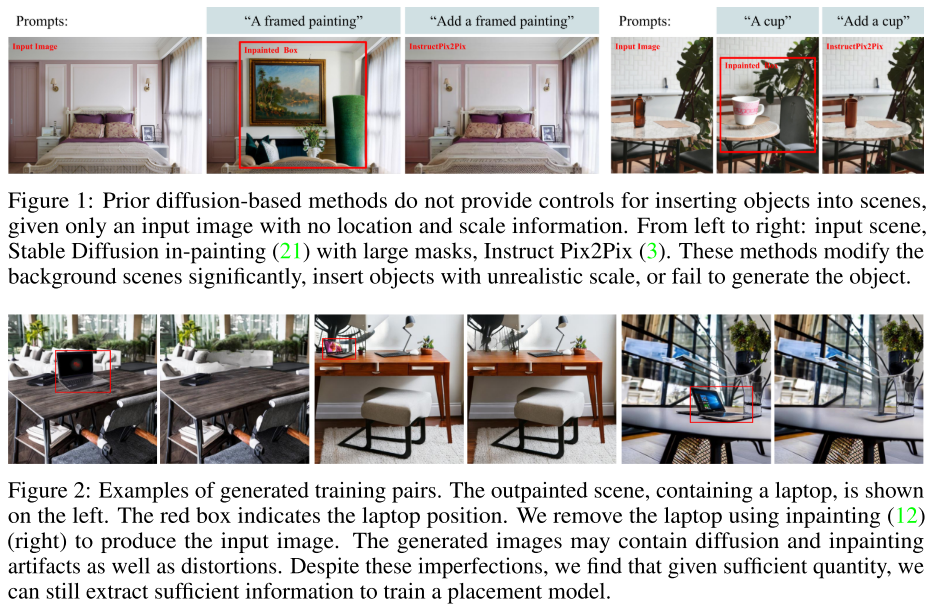 Prompts:
“A framed painting”
“Add a framed painting”
Prompts:
“A cup”
“Add a cup”
Input Image
Inpainted Box
InstructPix2Pix
Input Image
Inpainted
InstructPix2Pix
Figure 1: Prior diffusion-based methods do not provide controls for inserting objects into scenes,
given only an input image with no location and scale information. From left to right: input scene,
Stable Diffusion in-painting (21) with large masks, Instruct Pix2Pix (3). These methods modify the
background scenes significantly, insert objects with unrealistic scale, or fail to generate the object.
Figure 2: Examples of generated training pairs. The outpainted scene, containing a laptop, is shown
on the left. The red box indicates the laptop position. We remove the laptop using inpainting (12)
(right) to produce the input image. The generated images may contain diffusion and inpainting
artifacts as well as distortions. Despite these imperfections, we find that given sufficient quantity, we
can still extract sufficient information to train a placement model.